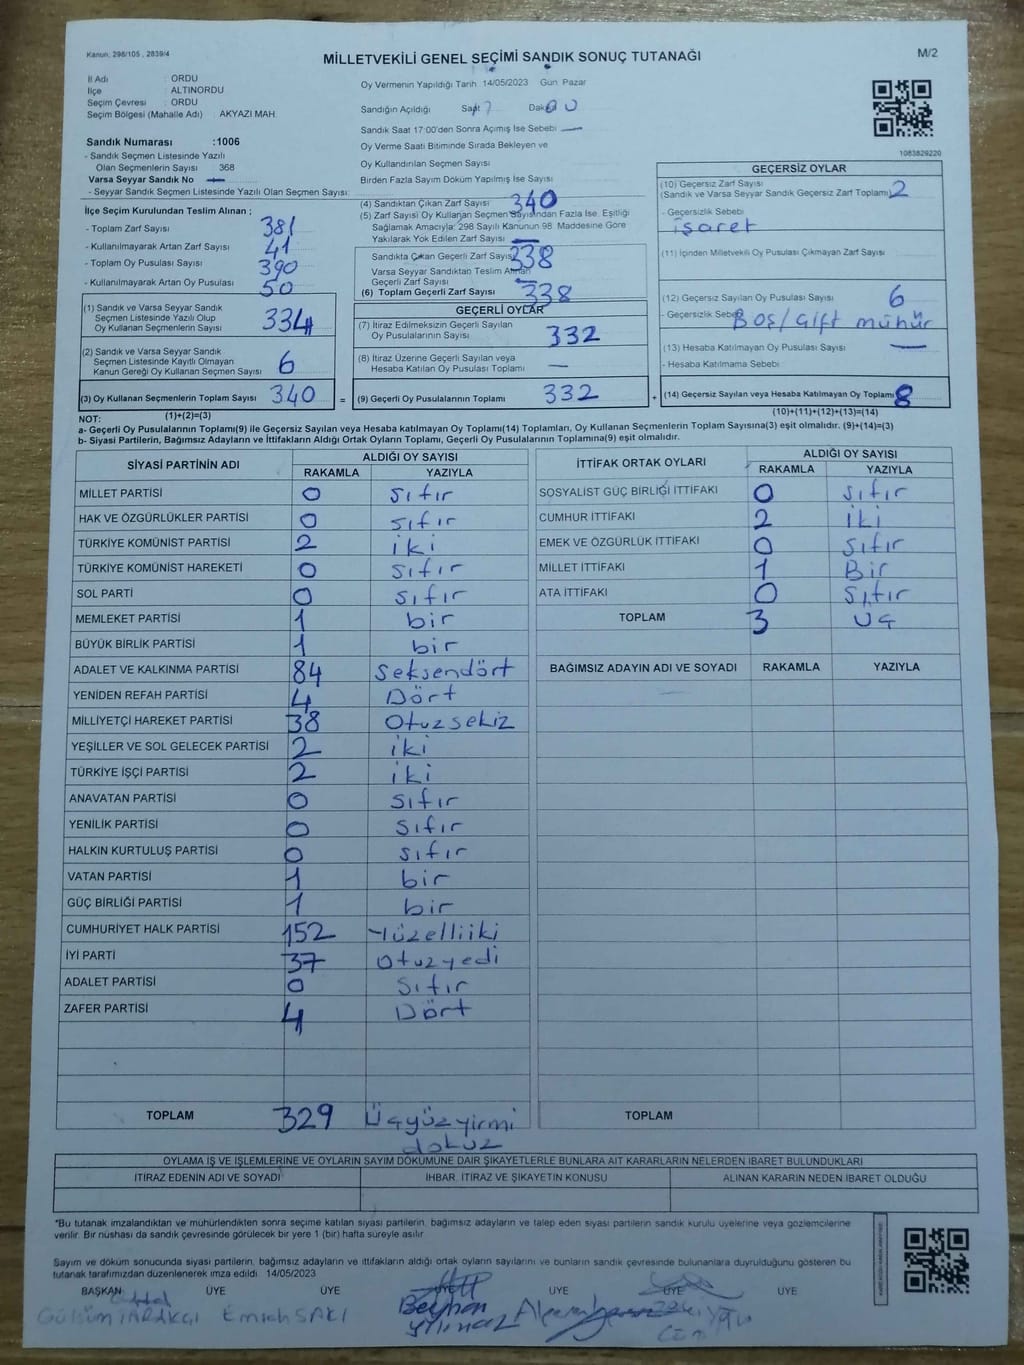 Kanun: 298/105 , 2839/4
MİLLETVEKİLİ GENEL SEÇİMİ SANDIK SONUÇ TUTANAĞI
M/2
İl Adı : ORDU
İlçe : ALTINORDU
Seçim Çevresi : ORDU
Seçim Bölgesi (Mahalle Adı) : AKYAZI MAH.
Sandık Numarası :1006
- Sandık Seçmen Listesinde Yazılı
Olan Seçmenlerin Sayısı 368
Varsa Seyyar Sandık No —
- Seyyar Sandık Seçmen Listesinde Yazılı Olan Seçmen Sayısı:
Oy Vermenin Yapıldığı Tarih: 14/05/2023 Gün: Pazar
Sandığın Açıldığı Saat Dak
Sandık Saat 17:00'den Sonra Açılmış İse Sebebi —
Oy Verme Saati Bitiminde Sırada Bekleyen ve
Oy Kullandırılan Seçmen Sayısı
Birden Fazla Sayım Döküm Yapılmış İse Sayısı
1083829220
İlçe Seçim Kurulundan Teslim Alınan ;
- Toplam Zarf Sayısı 381
- Kullanılmayarak Artan Zarf Sayısı 41
- Toplam Oy Pusulası Sayısı 390
- Kullanılmayarak Artan Oy Pusulası 50
(1) Sandık ve Varsa Seyyar Sandık
Seçmen Listesinde Yazılı Olup
Oy Kullanan Seçmenlerin Sayısı 334
(2) Sandık ve Varsa Seyyar Sandık
Seçmen Listesinde Kayıtlı Olmayan
Kanun Gereği Oy Kullanan Seçmen Sayısı 6
(3) Oy Kullanan Seçmenlerin Toplam Sayısı 340 =
(1)+(2)=(3)
(4) Sandıktan Çıkan Zarf Sayısı 340
(5) Zarf Sayısı Oy Kullanan Seçmen Sayısından Fazla İse, Eşitliği
Sağlamak Amacıyla; 298 Sayılı Kanunun 98. Maddesine Göre
Yakılarak Yok Edilen Zarf Sayısı —
Sandıkta Çıkan Geçerli Zarf Sayısı 338
Varsa Seyyar Sandıktan Teslim Alınan
Geçerli Zarf Sayısı —
(6) Toplam Geçerli Zarf Sayısı 338
GEÇERLİ OYLAR
(7) İtiraz Edilmeksizin Geçerli Sayılan
Oy Pusulalarının Sayısı 332
(8) İtiraz Üzerine Geçerli Sayılan veya
Hesaba Katılan Oy Pusulası Toplamı —
(9) Geçerli Oy Pusulalarının Toplamı 332 +
GEÇERSİZ OYLAR
(10) Geçersiz Zarf Sayısı
(Sandık ve Varsa Seyyar Sandık Geçersiz Zarf Toplamı) 2
- Geçersizlik Sebebi
işaret
(11) İçinden Milletvekili Oy Pusulası Çıkmayan Zarf Sayısı
(12) Geçersiz Sayılan Oy Pusulası Sayısı 6
- Geçersizlik Sebebi Boş/Çift mühür
(13) Hesaba Katılmayan Oy Pusulası Sayısı —
- Hesaba Katılmama Sebebi
(14) Geçersiz Sayılan veya Hesaba Katılmayan Oy Toplamı 8
(10)+(11)+(12)+(13)=(14)
NOT:
a- Geçerli Oy Pusulalarının Toplamı(9) ile Geçersiz Sayılan veya Hesaba katılmayan Oy Toplamı(14) Toplamları, Oy Kullanan Seçmenlerin Toplam Sayısına(3) eşit olmalıdır. (9)+(14)=(3)
b- Siyasi Partilerin, Bağımsız Adayların ve İttifakların Aldığı Ortak Oyların Toplamı, Geçerli Oy Pusulalarının Toplamına(9) eşit olmalıdır.
SİYASİ PARTİNİN ADI ALDIĞI OY SAYISI
RAKAMLA YAZIYLA
MİLLET PARTİSİ 0 sıfır
HAK VE ÖZGÜRLÜKLER PARTİSİ 0 sıfır
TÜRKİYE KOMÜNİST PARTİSİ 2 iki
TÜRKİYE KOMÜNİST HAREKETİ 0 sıfır
SOL PARTİ 0 sıfır
MEMLEKET PARTİSİ 1 bir
BÜYÜK BİRLİK PARTİSİ 1 bir
ADALET VE KALKINMA PARTİSİ 84 Seksendört
YENİDEN REFAH PARTİSİ 4 Dört
MİLLİYETÇİ HAREKET PARTİSİ 38 Otuzsekiz
YEŞİLLER VE SOL GELECEK PARTİSİ 2 iki
TÜRKİYE İŞÇİ PARTİSİ 2 iki
ANAVATAN PARTİSİ 0 sıfır
YENİLİK PARTİSİ 0 sıfır
HALKIN KURTULUŞ PARTİSİ 0 sıfır
VATAN PARTİSİ 1 bir
GÜÇ BİRLİĞİ PARTİSİ 1 bir
CUMHURİYET HALK PARTİSİ 152 Yüzelliiki
İYİ PARTİ 37 Otuzyedi
ADALET PARTİSİ 0 sıfır
ZAFER PARTİSİ 4 Dört
TOPLAM 329 Üçyüzyirmi
dokuz
İTTİFAK ORTAK OYLARI ALDIĞI OY SAYISI
RAKAMLA YAZIYLA
SOSYALİST GÜÇ BİRLİĞİ İTTİFAKI 0 sıfır
CUMHUR İTTİFAKI 2 iki
EMEK VE ÖZGÜRLÜK İTTİFAKI 0 sıfır
MİLLET İTTİFAKI 1 Bir
ATA İTTİFAKI 0 sıfır
TOPLAM 3 üç
BAĞIMSIZ ADAYIN ADI VE SOYADI RAKAMLA YAZIYLA
—
TOPLAM
OYLAMA İŞ VE İŞLEMLERİNE VE OYLARIN SAYIM DÖKÜMÜNE DAİR ŞİKAYETLERLE BUNLARA AİT KARARLARIN NELERDEN İBARET BULUNDUKLARI
İTİRAZ EDENİN ADI VE SOYADI İHBAR, İTİRAZ VE ŞİKAYETİN KONUSU ALINAN KARARIN NEDEN İBARET OLDUĞU
*Bu tutanak imzalandıktan ve mühürlendikten sonra seçime katılan siyasi partilerin, bağımsız adayların ve talep eden siyasi partilerin sandık kurulu üyelerine veya gözlemcilerine
verilir. Bir nüshası da sandık çevresinde görülecek bir yere 1 (bir) hafta süreyle asılır.
Sayım ve döküm sonucunda siyasi partilerin, bağımsız adayların ve ittifakların aldığı ortak oyların sayılarını ve bunların sandık çevresinde bulunanlara duyrulduğunu gösteren bu
tutanak tarafımızdan düzenlenerek imza edildi. 14/05/2023
BAŞKAN ÜYE ÜYE ÜYE ÜYE ÜYE
Gülsüm Beyhan
Yılmaz